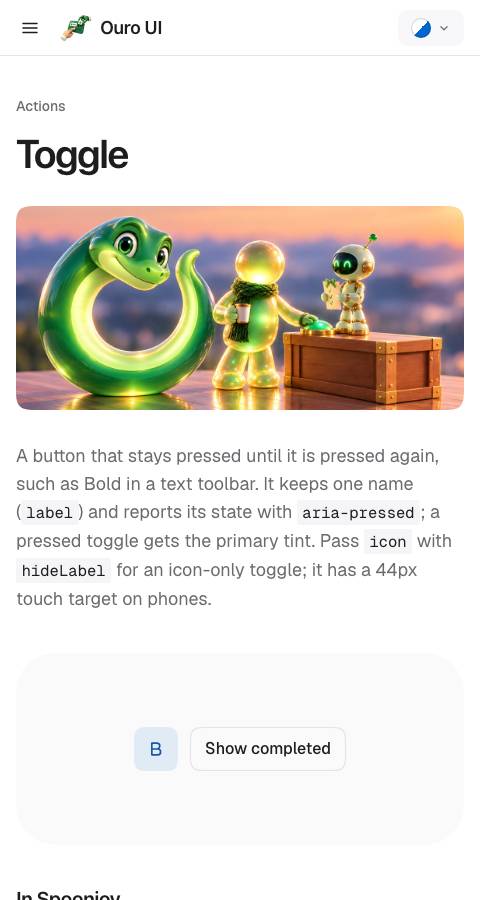 Ouro UI
Actions
Toggle
A button that stays pressed until it is pressed again,
such as Bold in a text toolbar. It keeps one name
(label) and reports its state with aria-pressed; a
pressed toggle gets the primary tint. Pass icon with
hideLabel for an icon-only toggle; it has a 44px
touch target on phones.
B Show completed
In Spoonjoy